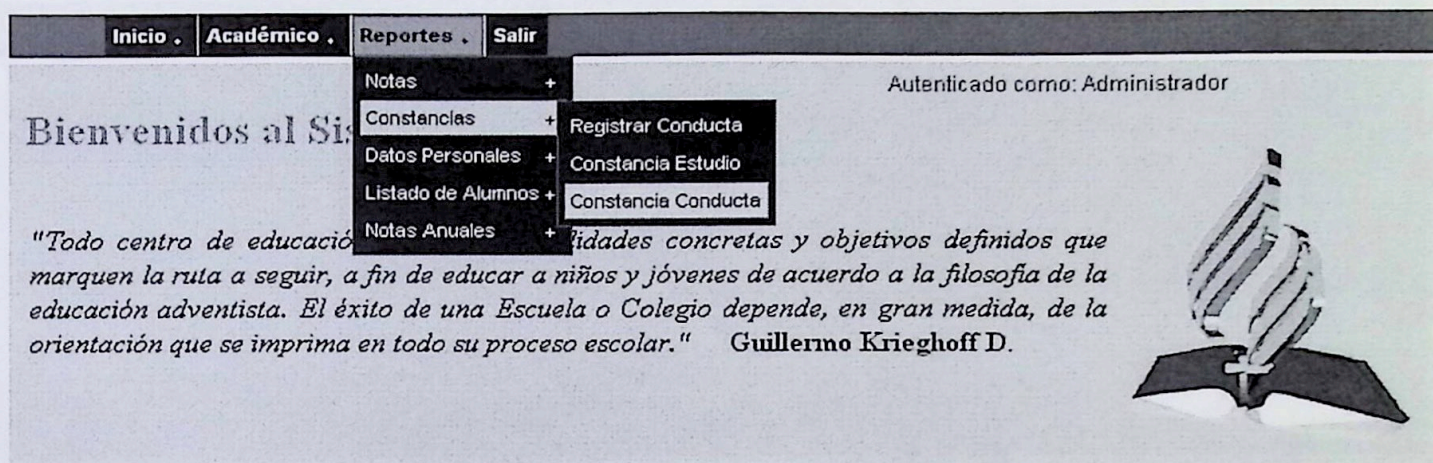 Inicio . Académico . Reportes . Salir
Autenticado como: Administrador
Notas +
Constancias +
Datos Personales +
Listado de Alumnos +
Notas Anuales +
Registrar Conducta
Constancia Estudio
Constancia Conducta
Bienvenidos al
"Todo centro de concretas y objetivos definidos que
marquen la ruta a seguir, a fin de educar a niños y jóvenes de acuerdo a la filosofía de la
educación adventista. El éxito de una Escuela o Colegio depende, en gran medida, de la
orientación que se imprima en todo su proceso escolar." Guillermo Krieghoff D.